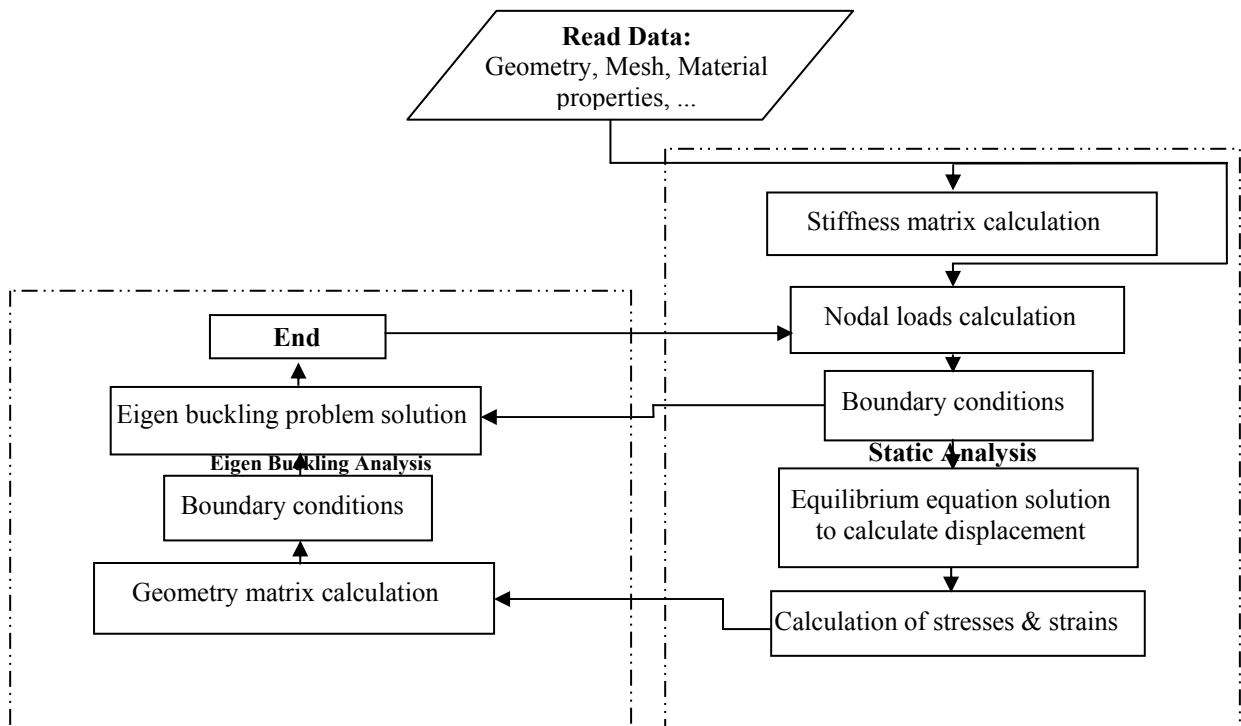 Read Data:
Geometry, Mesh, Material
properties, ...
Stiffness matrix calculation
Nodal loads calculation
Boundary conditions
Static Analysis
Equilibrium equation solution
to calculate displacement
Calculation of stresses & strains
End
Eigen buckling problem solution
Eigen Buckling Analysis
Boundary conditions
Geometry matrix calculation